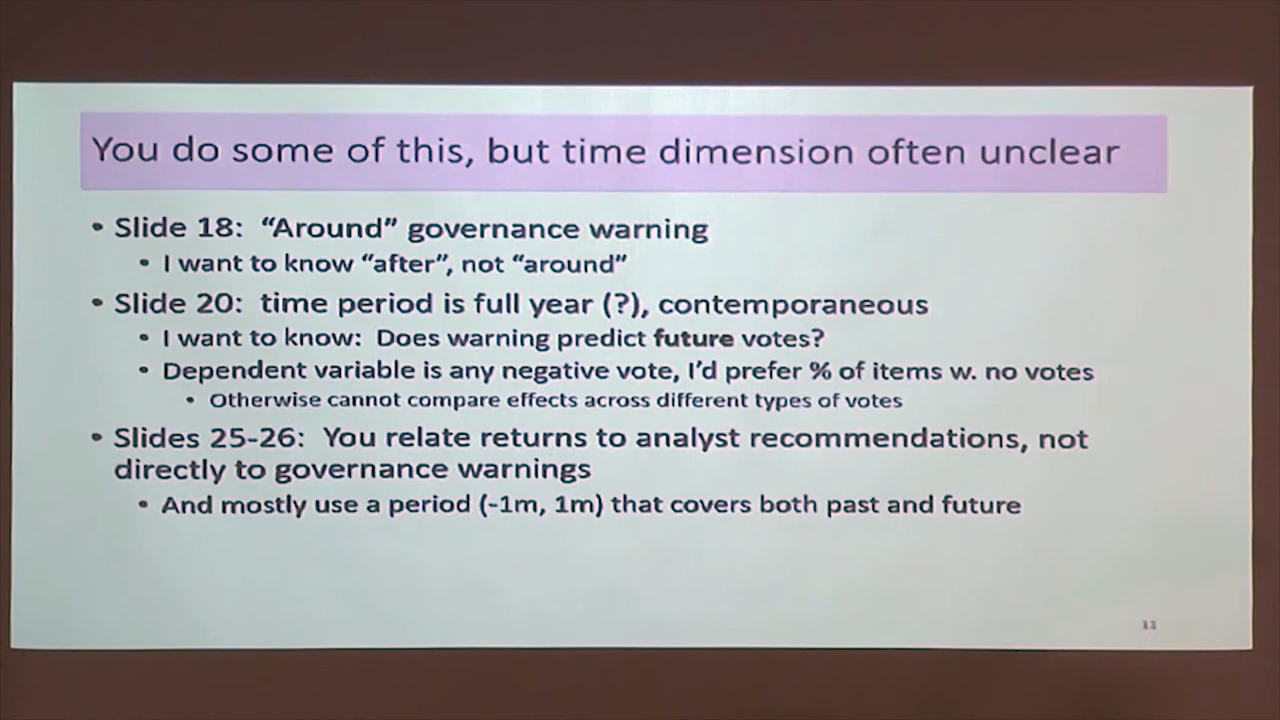 You do some of this, but time dimension often unclear
• Slide 18: “Around” governance warning
• I want to know “after”, not “around”
• Slide 20: time period is full year (?), contemporaneous
• I want to know: Does warning predict future votes?
• Dependent variable is any negative vote, I’d prefer % of items w. no votes
• Otherwise cannot compare effects across different types of votes
• Slides 25-26: You relate returns to analyst recommendations, not
directly to governance warnings
• And mostly use a period (-1m, 1m) that covers both past and future
11